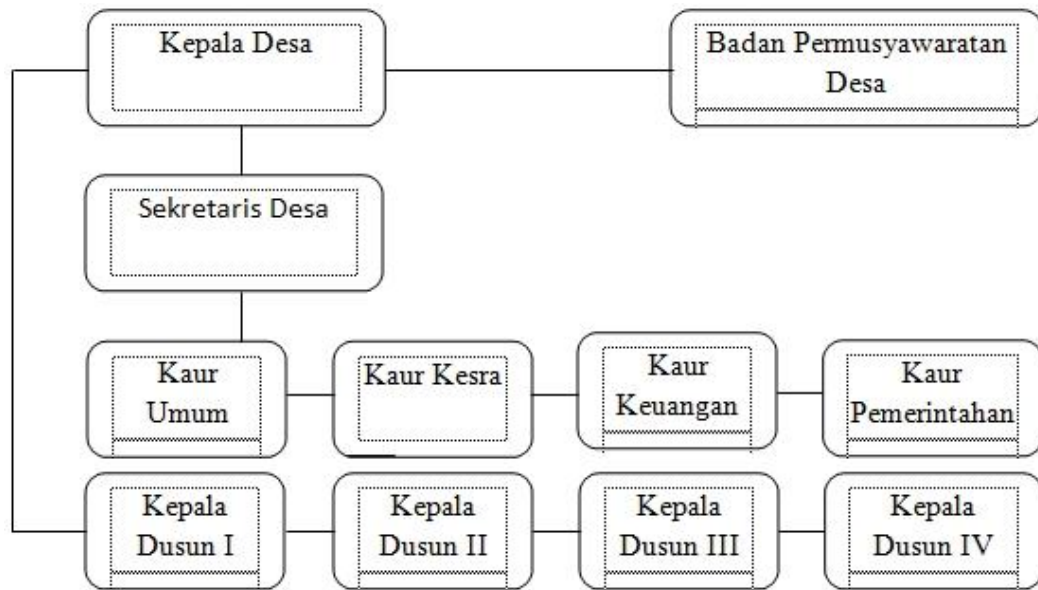 Kepala Desa
Badan Permusyawaratan
Desa
Sekretaris Desa
Kaur
Umum
Kaur Kesra
Kaur
Keuangan
Kaur
Pemerintahan
Kepala
Dusun I
Kepala
Dusun II
Kepala
Dusun III
Kepala
Dusun IV